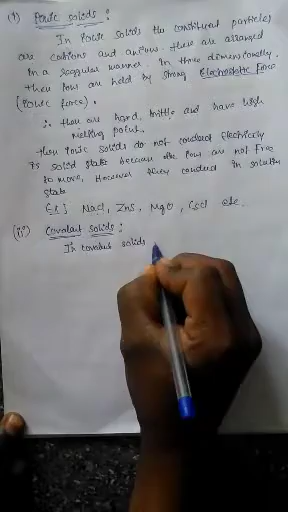 (i) Ionic solids :
In Ionic solids the constituent particles
are cations and anions. these are arranged
In a reggular manner. In three dimensionally.
these Ions are held by strong Electrostatic Force
(Ionic force).
∴ they are hard, brittle and have high
Melting point.
they Ionic solids do not conduct Electricity
Is solid state because the Ions are not free
to move, However they conduct in solution
state
Ex ; Nacl, ZnS, MgO, Cscl etc.
(ii) Covalent solids :
In covalent solids